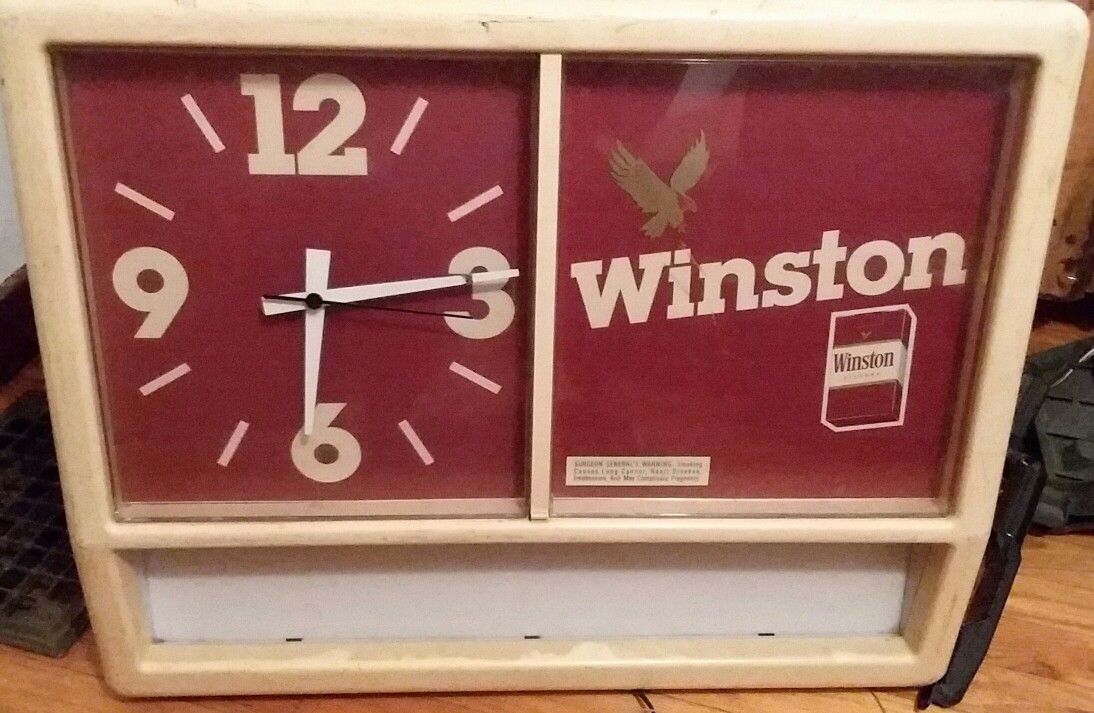 12
9
3
6
Winston
Winston
SURGEON GENERAL'S WARNING: Smoking
Causes Lung Cancer, Heart Disease,
Emphysema, And May Complicate Pregnancy.